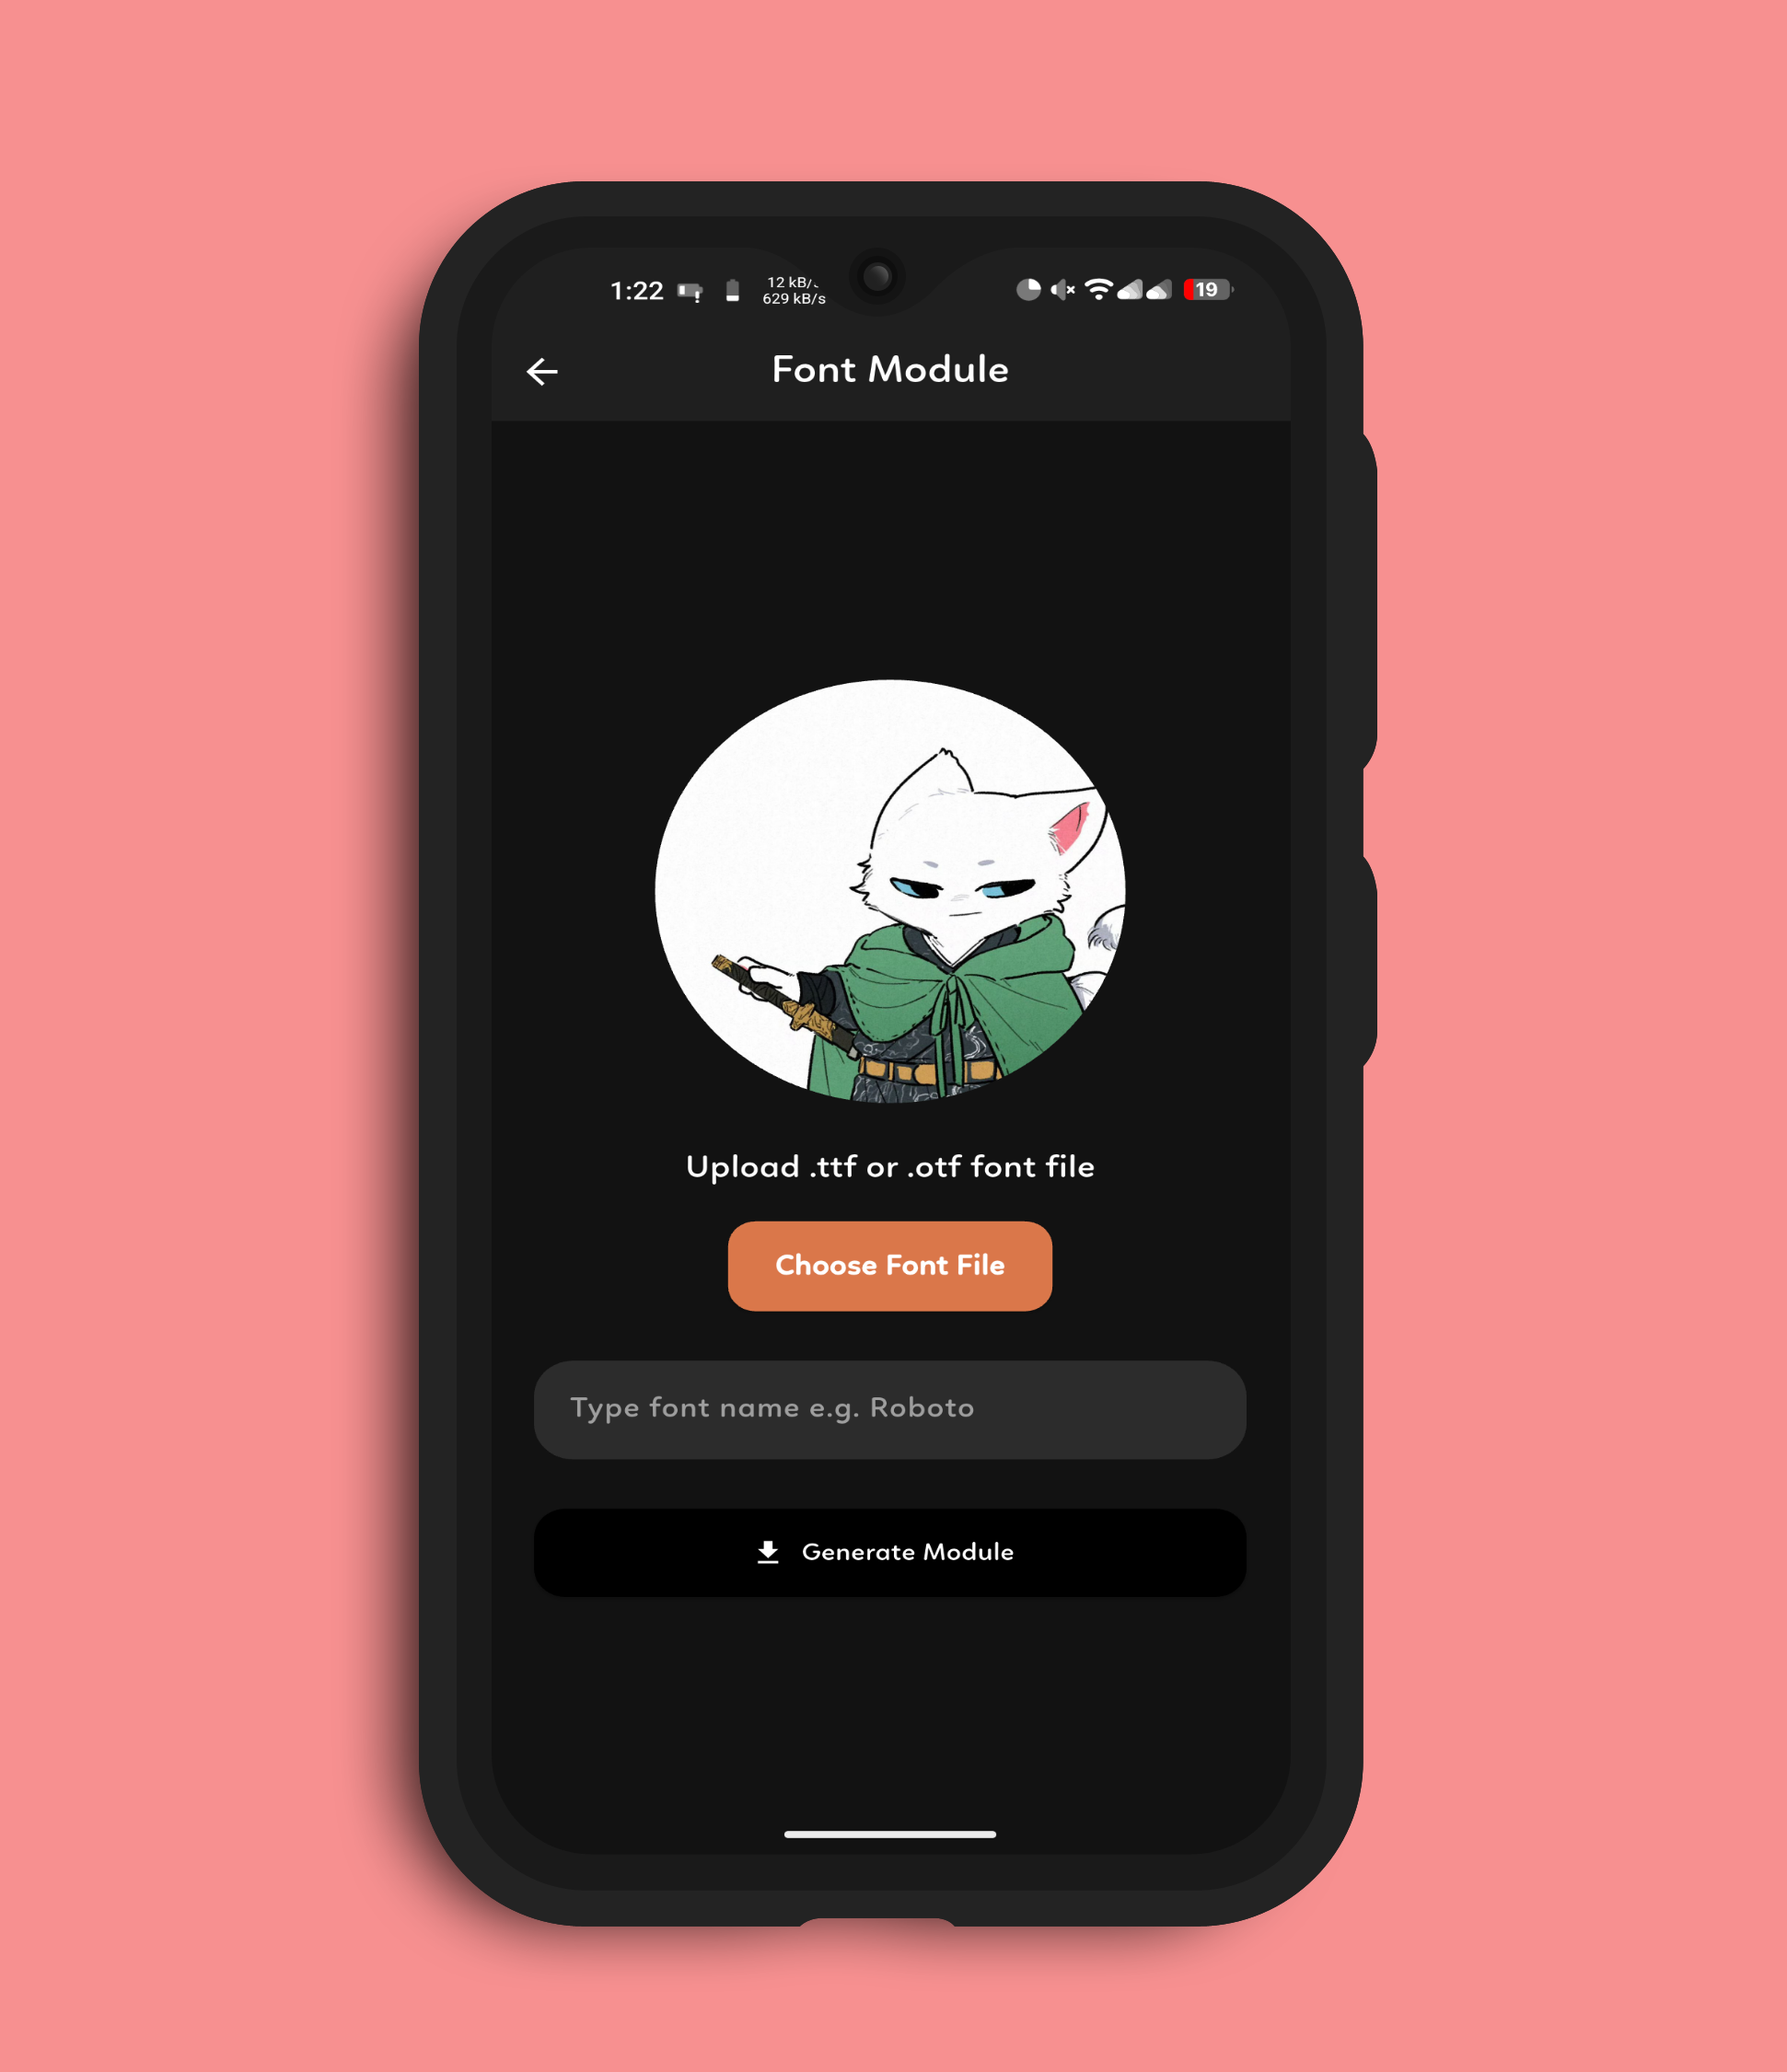 1:22
12 kB/s
629 kB/s
19
Font Module
Upload .ttf or .otf font file
Choose Font File
Type font name e.g. Roboto
Generate Module